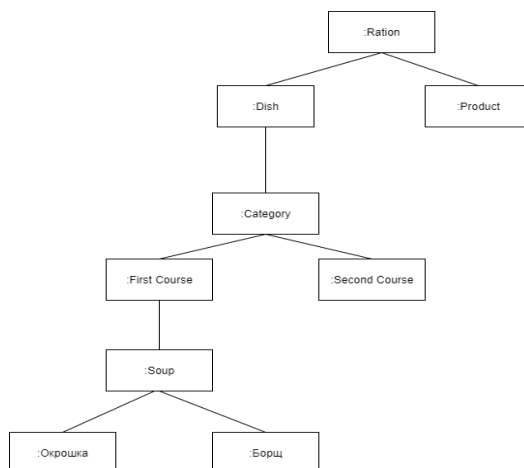 :Ration
:Dish
:Product
:Category
:First Course
:Second Course
:Soup
:Окрошка
:Борщ